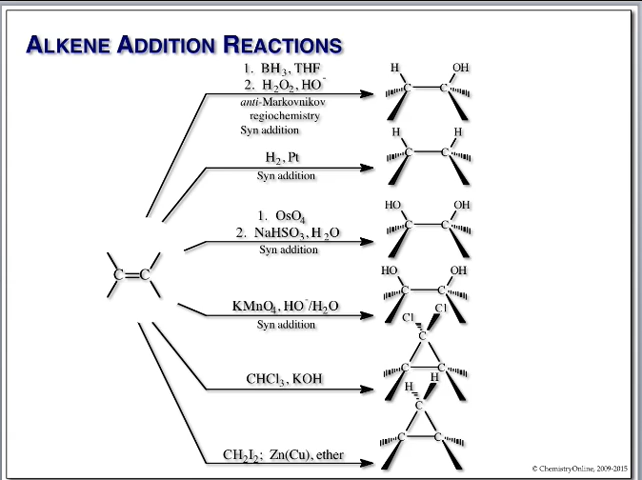 ALKENE ADDITION REACTIONS
1. BH3, THF
2. H2O2, HO-
anti-Markovnikov
regiochemistry
Syn addition
H OH
C C
H2, Pt
Syn addition
H H
C C
1. OsO4
2. NaHSO3, H2O
Syn addition
HO OH
C C
C=C
KMnO4, HO-/H2O
Syn addition
HO OH
C C
Cl Cl
C
C C
CHCl3, KOH
H H
C
C C
CH2I2; Zn(Cu), ether
© ChemistryOnline, 2009-2015